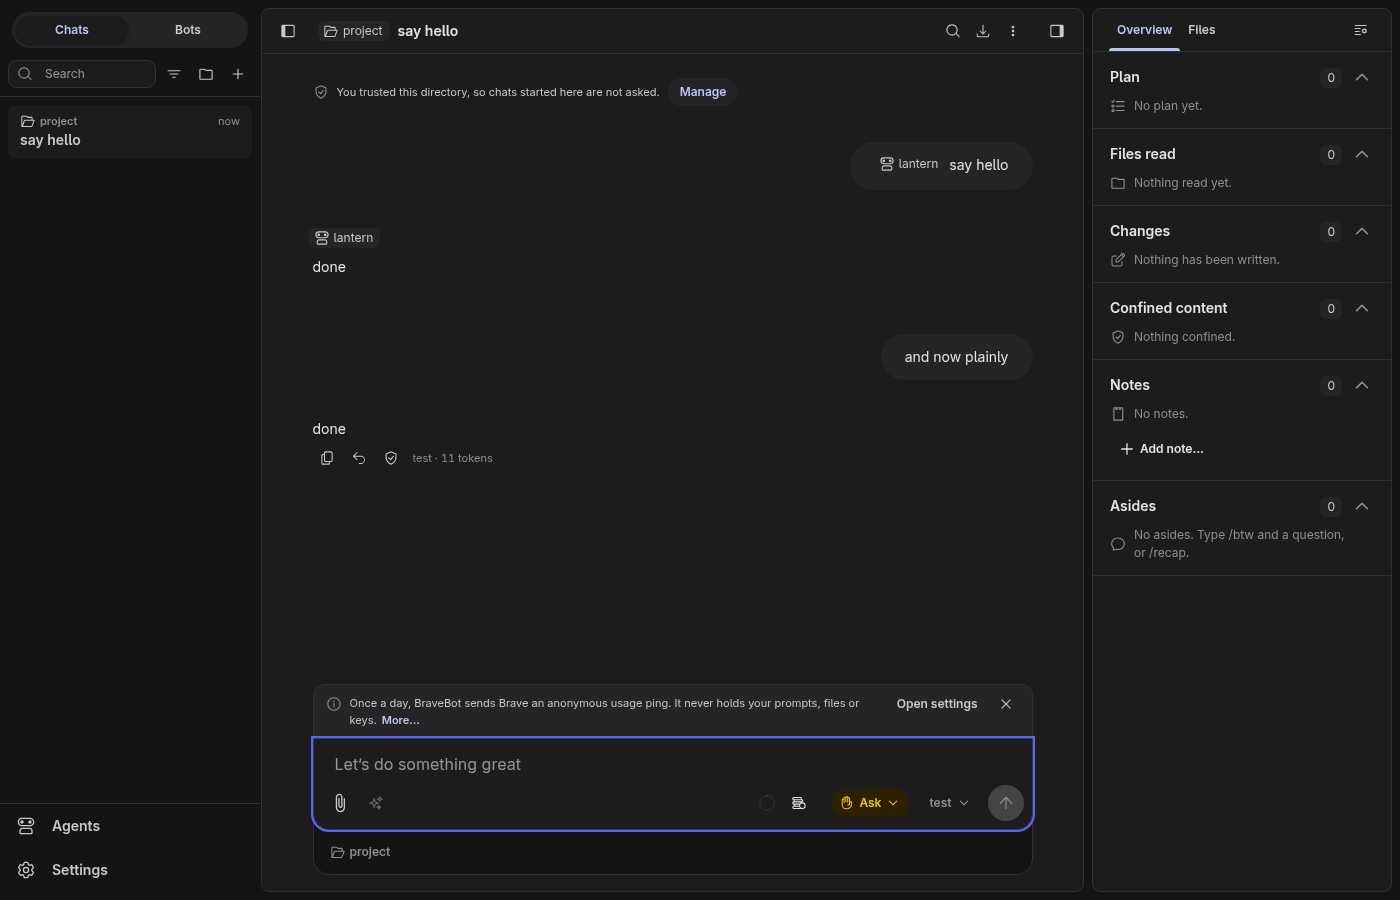 Chats
Bots
Search
project
now
say hello
Agents
Settings
project
say hello
You trusted this directory, so chats started here are not asked.
Manage
lantern say hello
lantern
done
and now plainly
done
test · 11 tokens
Once a day, BraveBot sends Brave an anonymous usage ping. It never holds your prompts, files or
keys. More...
Open settings
Let's do something great
Ask
test
project
Overview
Files
Plan
0
No plan yet.
Files read
0
Nothing read yet.
Changes
0
Nothing has been written.
Confined content
0
Nothing confined.
Notes
0
No notes.
Add note...
Asides
0
No asides. Type /btw and a question,
or /recap.